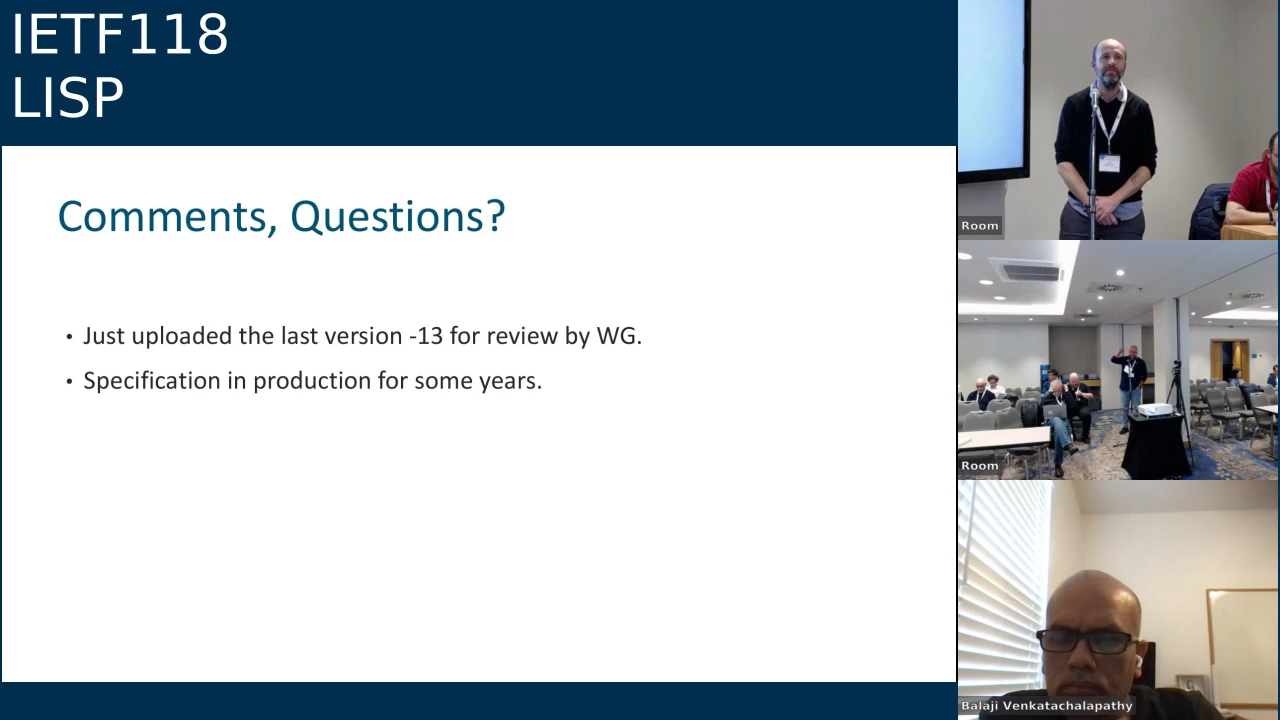 IETF118
LISP
Comments, Questions?
• Just uploaded the last version -13 for review by WG.
• Specification in production for some years.
Room
Room
Balaji Venkatachalapathy